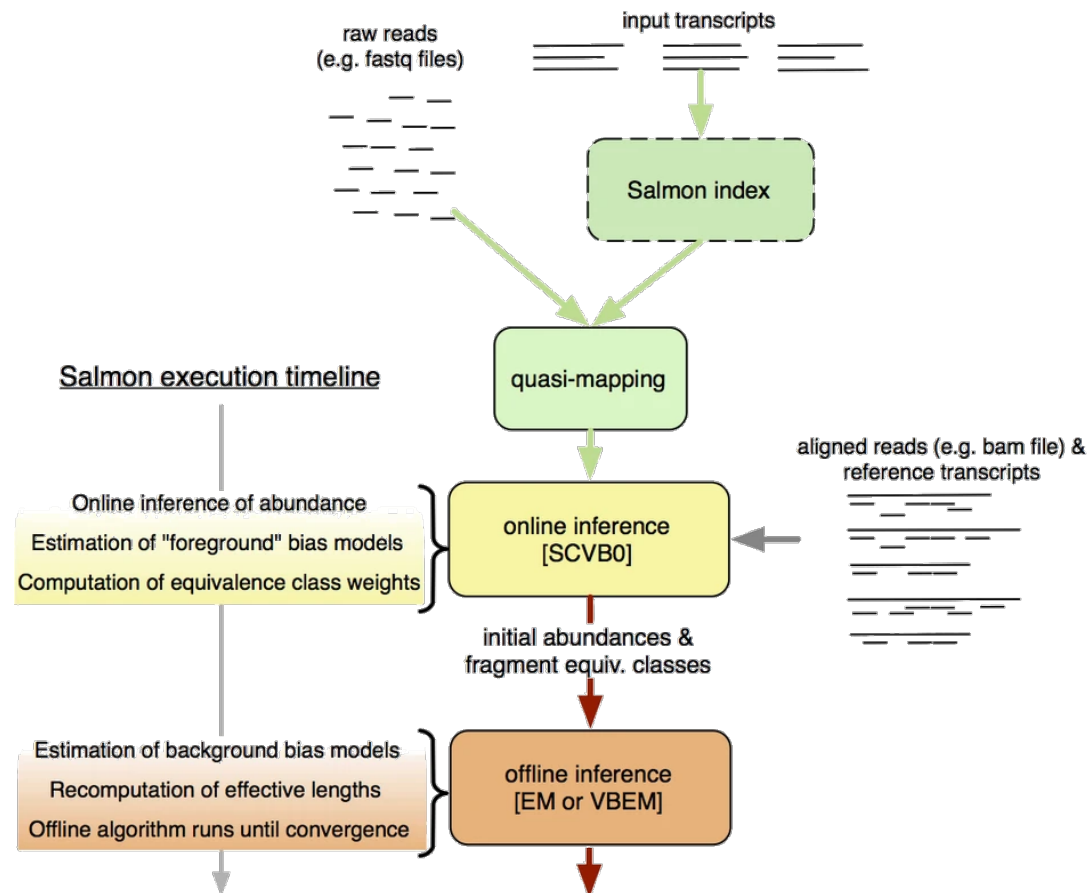 raw reads
(e.g. fastq files)
input transcripts
Salmon index
quasi-mapping
Salmon execution timeline
aligned reads (e.g. bam file) &
reference transcripts
Online inference of abundance
Estimation of "foreground" bias models
Computation of equivalence class weights
online inference
[SCVB0]
initial abundances &
fragment equiv. classes
Estimation of background bias models
Recomputation of effective lengths
Offline algorithm runs until convergence
offline inference
[EM or VBEM]